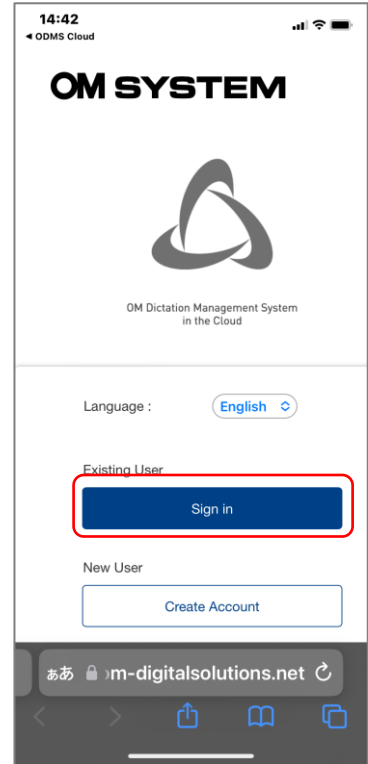 14:42
◀ ODMS Cloud
OM SYSTEM
OM Dictation Management System
in the Cloud
Language :
English
Existing User
Sign in
New User
Create Account
ぁあ m-digitalsolutions.net